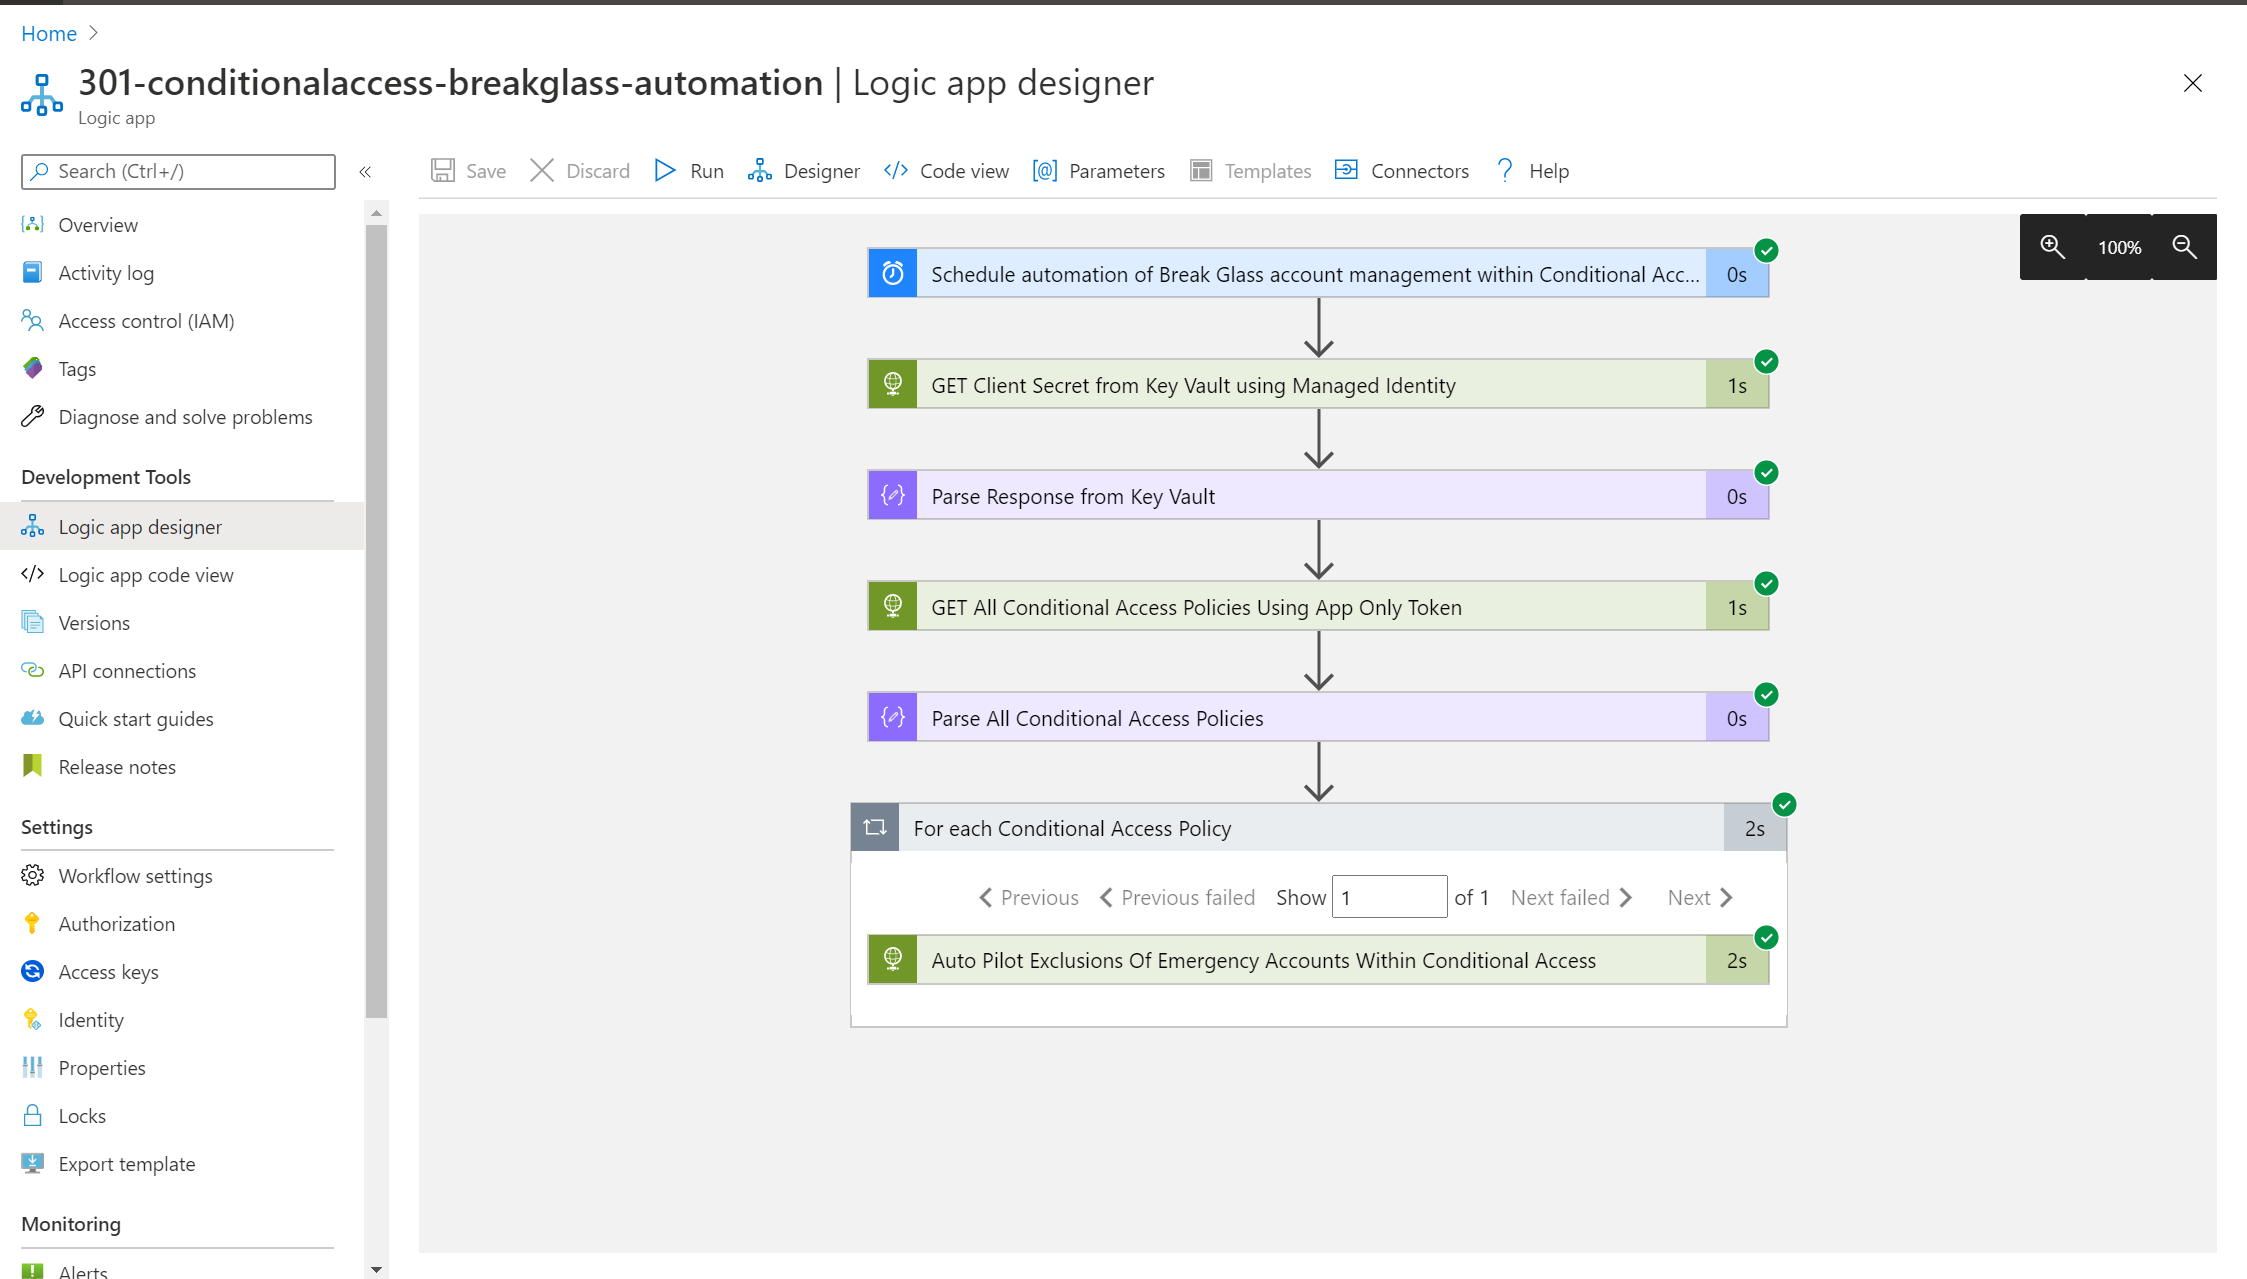 Home
301-conditionalaccess-breakglass-automation | Logic app designer
Logic app
Search (Ctrl+/)
«
Overview
Activity log
Access control (IAM)
Tags
Diagnose and solve problems
Development Tools
Logic app designer
Logic app code view
Versions
API connections
Quick start guides
Release notes
Settings
Workflow settings
Authorization
Access keys
Identity
Properties
Locks
Export template
Monitoring
Alerts
Save Discard Run Designer Code view Parameters Templates Connectors Help
100%
Schedule automation of Break Glass account management within Conditional Acc... 0s
GET Client Secret from Key Vault using Managed Identity 1s
Parse Response from Key Vault 0s
GET All Conditional Access Policies Using App Only Token 1s
Parse All Conditional Access Policies 0s
For each Conditional Access Policy 2s
Previous Previous failed Show 1 of 1 Next failed Next
Auto Pilot Exclusions Of Emergency Accounts Within Conditional Access 2s